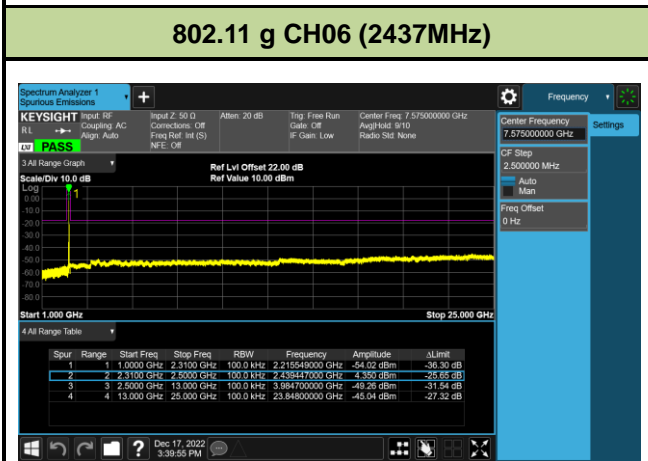 802.11 g CH06 (2437MHz)
Spectrum Analyzer 1
Spurious Emissions
Frequency
KEYSIGHT Input: RF Input Z: 50 Ω Atten: 20 dB Trig: Free Run Center Freq: 7.575000000 GHz
R L Coupling: AC Corrections: Off Gate: Off Avg|Hold: 9/10
Align: Auto Freq Ref: Int (S) IF Gain: Low Radio Std: None
LXI PASS NFE: Off
Center Frequency
7.575000000 GHz
Settings
CF Step
2.500000 MHz
Auto
Man
Freq Offset
0 Hz
3 All Range Graph
Ref Lvl Offset 22.00 dB
Scale/Div 10.0 dB Ref Value 10.00 dBm
Log
1
0.00
-10.0
-20.0
-30.0
-40.0
-50.0
-60.0
-70.0
-80.0
Start 1.000 GHz Stop 25.000 GHz
4 All Range Table
Spur Range Start Freq Stop Freq RBW Frequency Amplitude ΔLimit
1 1 1.0000 GHz 2.3100 GHz 100.0 kHz 2.215549000 GHz -54.02 dBm -36.30 dB
2 2 2.3100 GHz 2.5000 GHz 100.0 kHz 2.439447000 GHz 4.350 dBm -25.65 dB
3 3 2.5000 GHz 13.000 GHz 100.0 kHz 3.984700000 GHz -49.26 dBm -31.54 dB
4 4 13.000 GHz 25.000 GHz 100.0 kHz 23.84800000 GHz -45.04 dBm -27.32 dB
Dec 17, 2022
3:39:55 PM